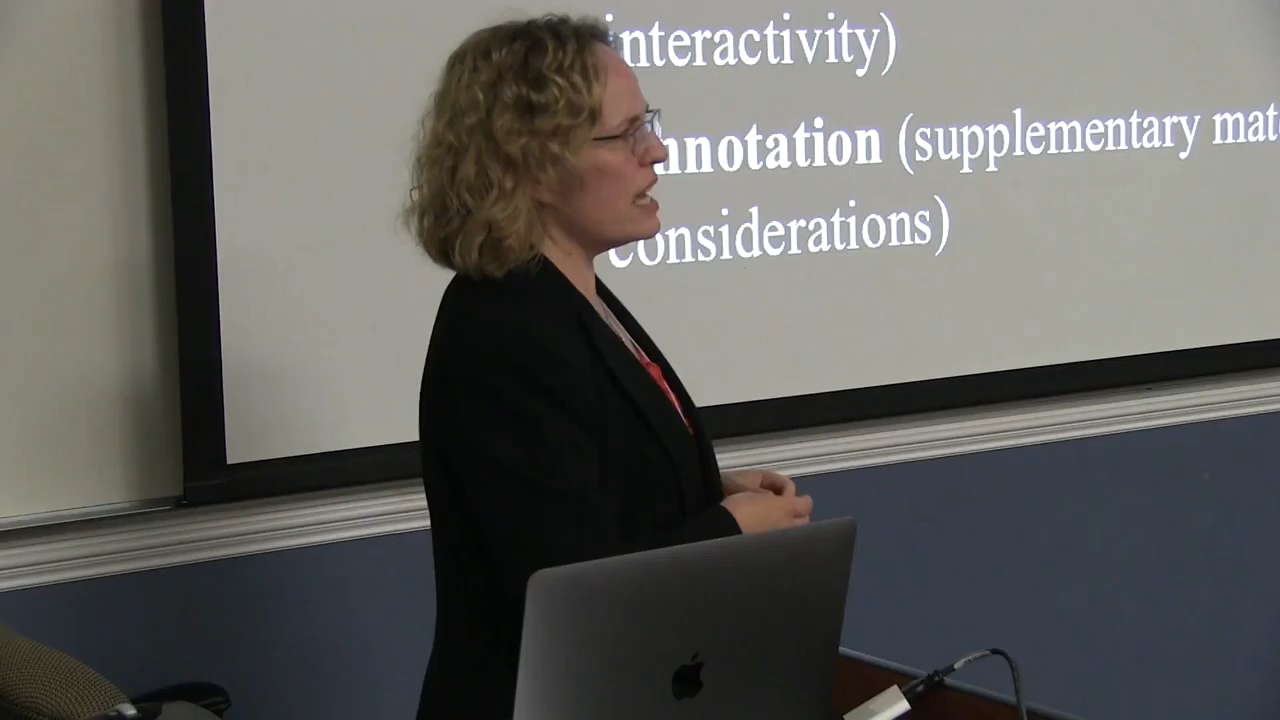 interactivity)
nnotation (supplementary mat
considerations)